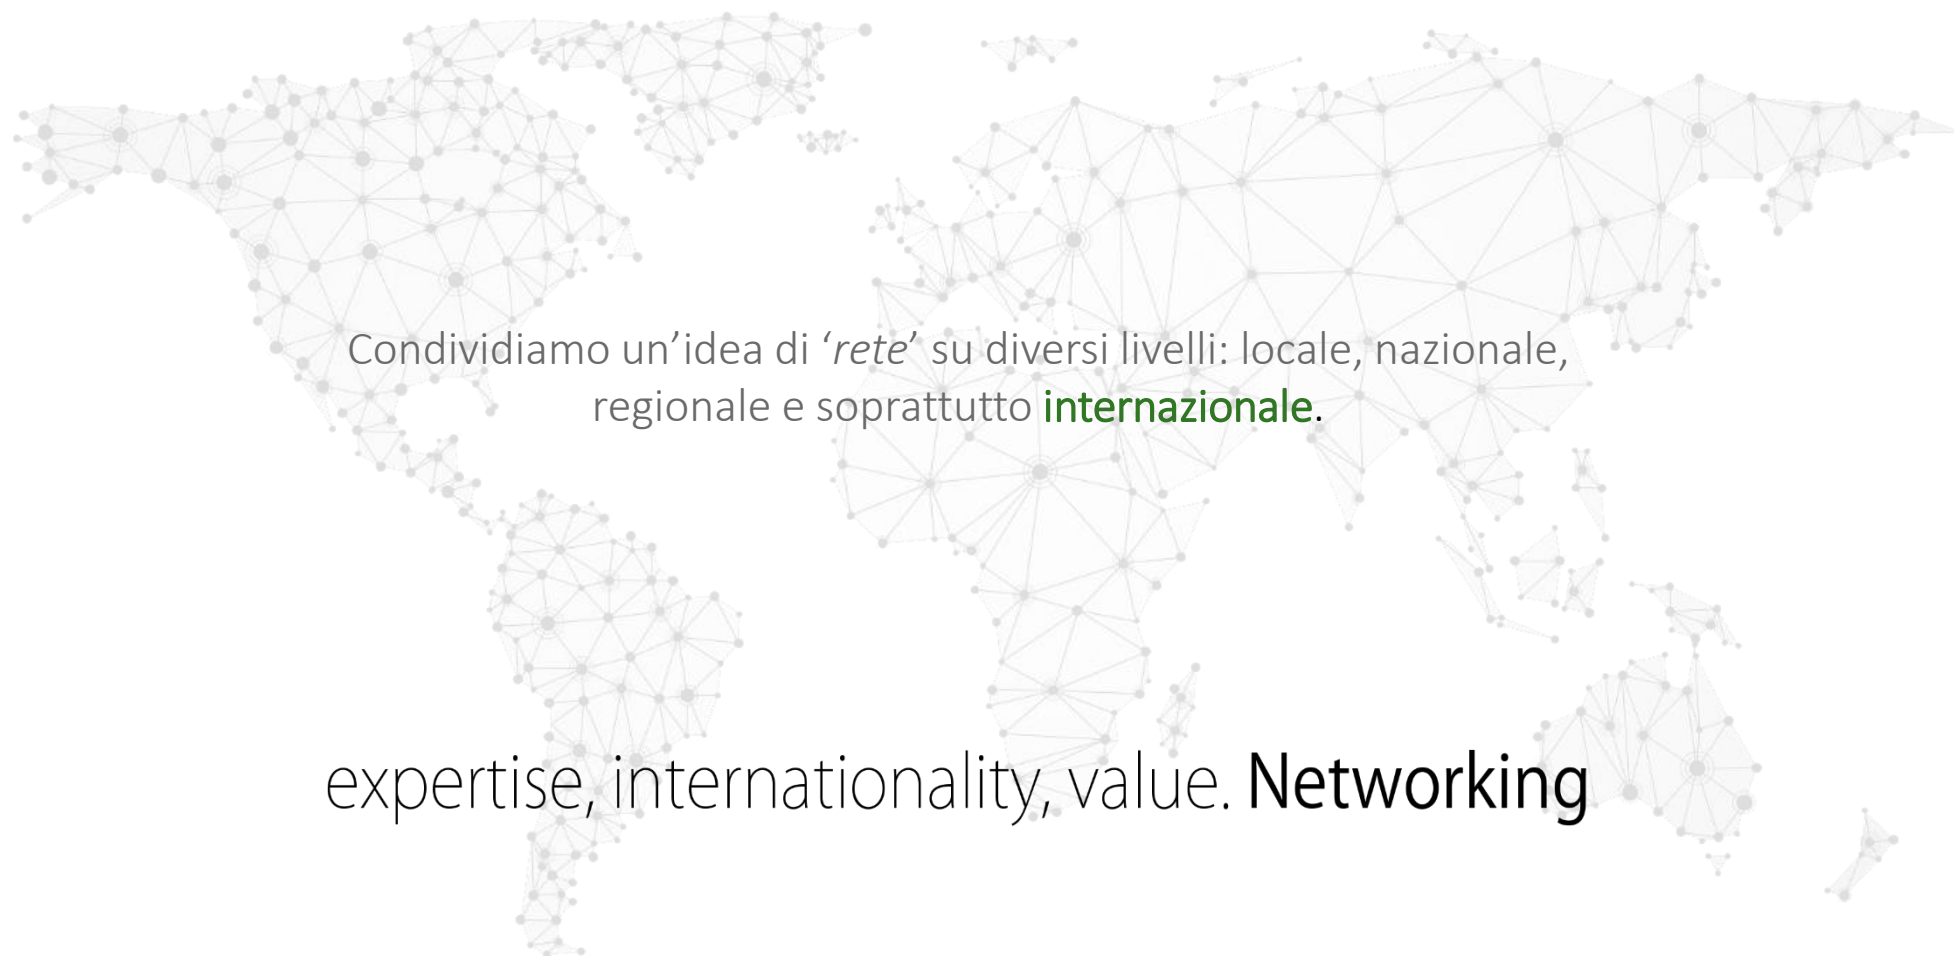 Condividiamo un’idea di ‘rete’ su diversi livelli: locale, nazionale,
regionale e soprattutto internazionale.
expertise, internationality, value. Networking